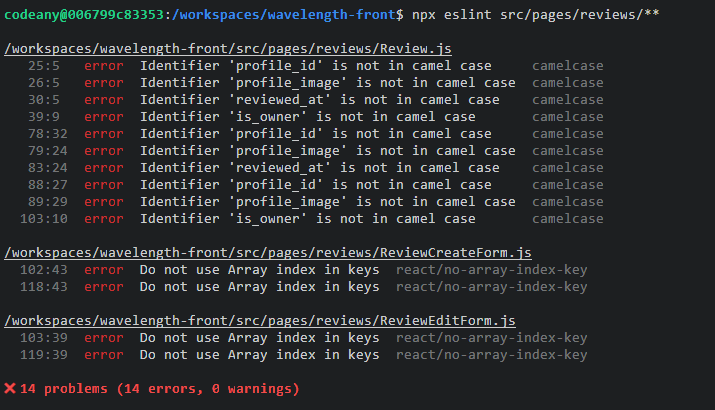 codeany@006799c83353:/workspaces/wavelength-front$ npx eslint src/pages/reviews/**
/workspaces/wavelength-front/src/pages/reviews/Review.js
25:5 error Identifier 'profile_id' is not in camel case camelcase
26:5 error Identifier 'profile_image' is not in camel case camelcase
30:5 error Identifier 'reviewed_at' is not in camel case camelcase
39:9 error Identifier 'is_owner' is not in camel case camelcase
78:32 error Identifier 'profile_id' is not in camel case camelcase
79:24 error Identifier 'profile_image' is not in camel case camelcase
83:24 error Identifier 'reviewed_at' is not in camel case camelcase
88:27 error Identifier 'profile_id' is not in camel case camelcase
89:29 error Identifier 'profile_image' is not in camel case camelcase
103:10 error Identifier 'is_owner' is not in camel case camelcase
/workspaces/wavelength-front/src/pages/reviews/ReviewCreateForm.js
102:43 error Do not use Array index in keys react/no-array-index-key
118:43 error Do not use Array index in keys react/no-array-index-key
/workspaces/wavelength-front/src/pages/reviews/ReviewEditForm.js
103:39 error Do not use Array index in keys react/no-array-index-key
119:39 error Do not use Array index in keys react/no-array-index-key
✖ 14 problems (14 errors, 0 warnings)